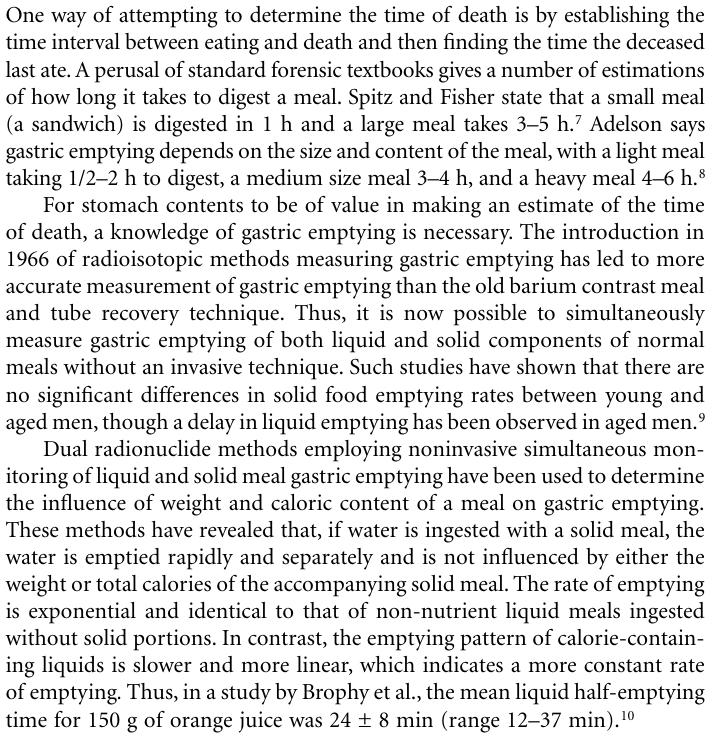 One way of attempting to determine the time of death is by establishing the
time interval between eating and death and then finding the time the deceased
last ate. A perusal of standard forensic textbooks gives a number of estimations
of how long it takes to digest a meal. Spitz and Fisher state that a small meal
(a sandwich) is digested in 1 h and a large meal takes 3–5 h.⁷ Adelson says
gastric emptying depends on the size and content of the meal, with a light meal
taking 1/2–2 h to digest, a medium size meal 3–4 h, and a heavy meal 4–6 h.⁸
For stomach contents to be of value in making an estimate of the time
of death, a knowledge of gastric emptying is necessary. The introduction in
1966 of radioisotopic methods measuring gastric emptying has led to more
accurate measurement of gastric emptying than the old barium contrast meal
and tube recovery technique. Thus, it is now possible to simultaneously
measure gastric emptying of both liquid and solid components of normal
meals without an invasive technique. Such studies have shown that there are
no significant differences in solid food emptying rates between young and
aged men, though a delay in liquid emptying has been observed in aged men.⁹
Dual radionuclide methods employing noninvasive simultaneous mon-
itoring of liquid and solid meal gastric emptying have been used to determine
the influence of weight and caloric content of a meal on gastric emptying.
These methods have revealed that, if water is ingested with a solid meal, the
water is emptied rapidly and separately and is not influenced by either the
weight or total calories of the accompanying solid meal. The rate of emptying
is exponential and identical to that of non-nutrient liquid meals ingested
without solid portions. In contrast, the emptying pattern of calorie-contain-
ing liquids is slower and more linear, which indicates a more constant rate
of emptying. Thus, in a study by Brophy et al., the mean liquid half-emptying
time for 150 g of orange juice was 24 ± 8 min (range 12–37 min).¹⁰